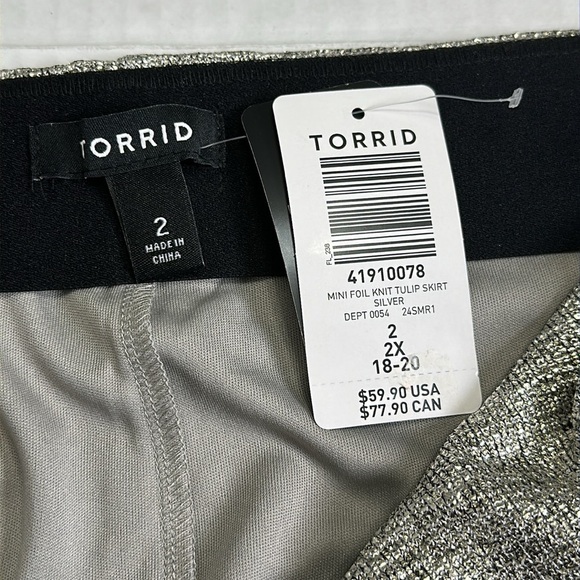 TORRID
2
MADE IN
CHINA
TORRID
FL_238
41910078
MINI FOIL KNIT TULIP SKIRT
SILVER
DEPT 0054 24SMR1
2
2X
18-20
$59.90 USA
$77.90 CAN